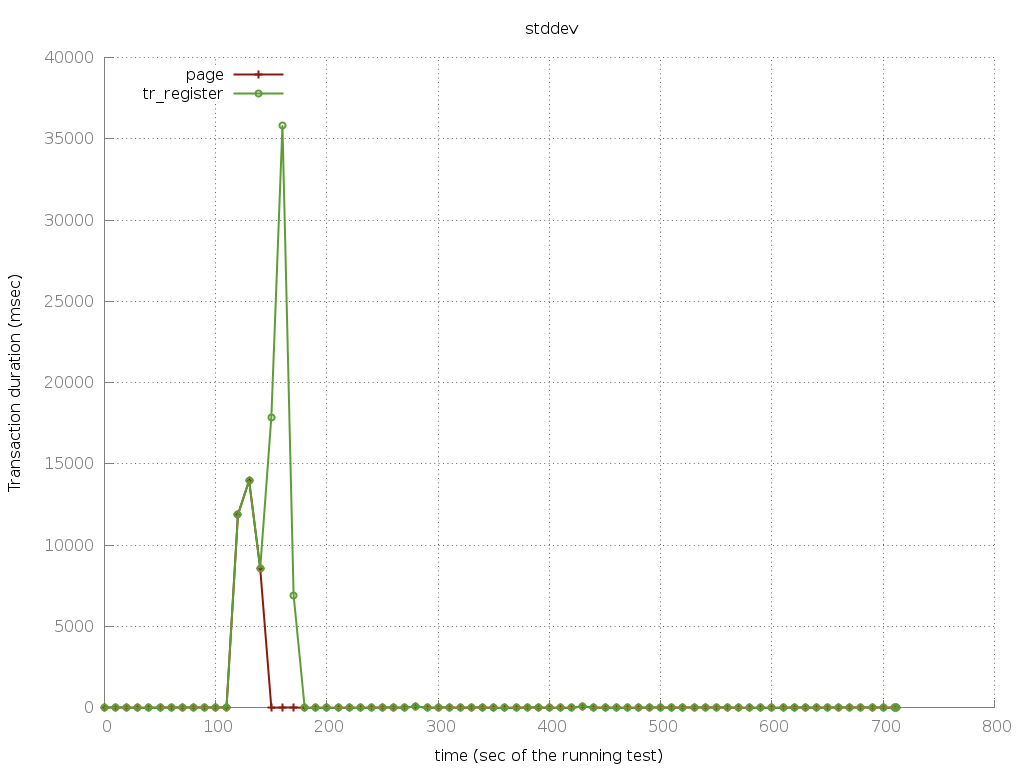 stddev
page
tr_register
40000
35000
30000
25000
20000
15000
10000
5000
0
Transaction duration (msec)
0 100 200 300 400 500 600 700 800
time (sec of the running test)